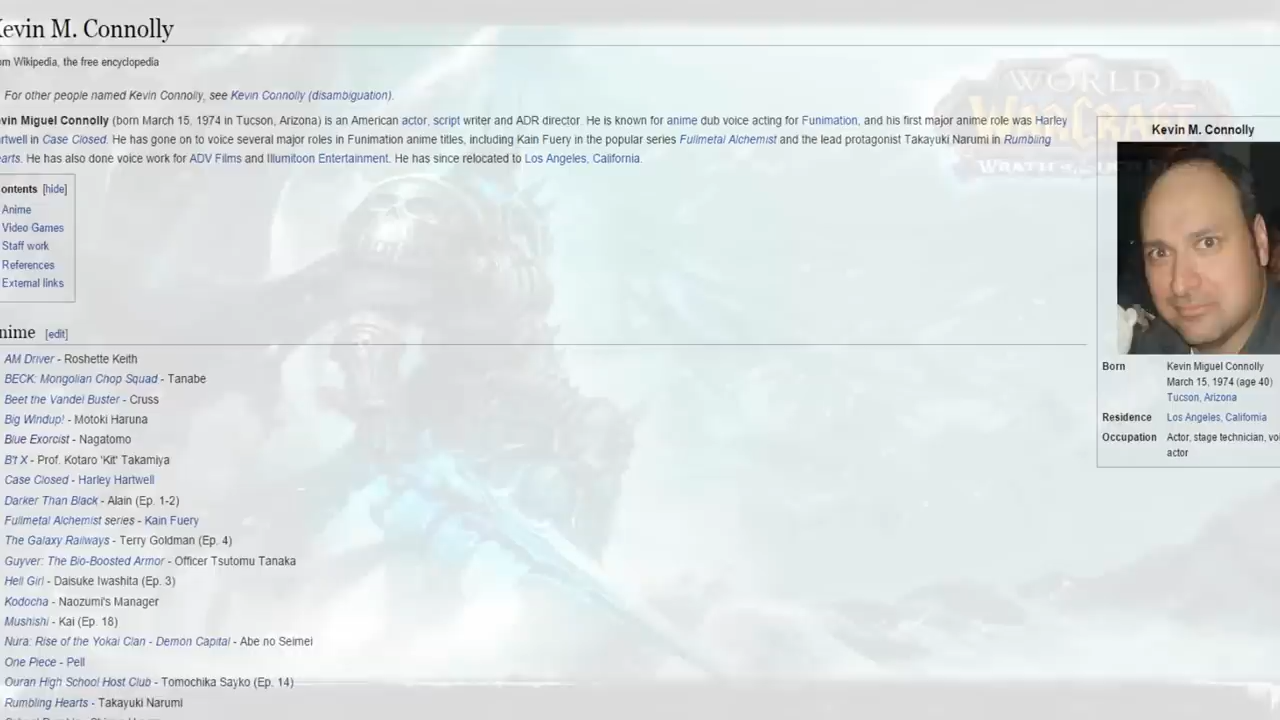 Kevin M. Connolly
om Wikipedia, the free encyclopedia
For other people named Kevin Connolly, see Kevin Connolly (disambiguation).
vin Miguel Connolly (born March 15, 1974 in Tucson, Arizona) is an American actor, script writer and ADR director. He is known for anime dub voice acting for Funimation, and his first major anime role was Harley
rtwell in Case Closed. He has gone on to voice several major roles in Funimation anime titles, including Kain Fuery in the popular series Fullmetal Alchemist and the lead protagonist Takayuki Narumi in Rumbling
earts. He has also done voice work for ADV Films and Illumitoon Entertainment. He has since relocated to Los Angeles, California.
ontents [hide]
Anime
Video Games
Staff work
References
External links
nime [edit]
AM Driver - Roshette Keith
BECK: Mongolian Chop Squad - Tanabe
Beet the Vandel Buster - Cruss
Big Windup! - Motoki Haruna
Blue Exorcist - Nagatomo
B't X - Prof. Kotaro 'Kit' Takamiya
Case Closed - Harley Hartwell
Darker Than Black - Alain (Ep. 1-2)
Fullmetal Alchemist series - Kain Fuery
The Galaxy Railways - Terry Goldman (Ep. 4)
Guyver: The Bio-Boosted Armor - Officer Tsutomu Tanaka
Hell Girl - Daisuke Iwashita (Ep. 3)
Kodocha - Naozumi's Manager
Mushishi - Kai (Ep. 18)
Nura: Rise of the Yokai Clan - Demon Capital - Abe no Seimei
One Piece - Pell
Ouran High School Host Club - Tomochika Sayko (Ep. 14)
Rumbling Hearts - Takayuki Narumi
WORLD
WARCRAFT
WRATH
Kevin M. Connolly
Born Kevin Miguel Connolly
March 15, 1974 (age 40)
Tucson, Arizona
Residence Los Angeles, California
Occupation Actor, stage technician, voi
actor